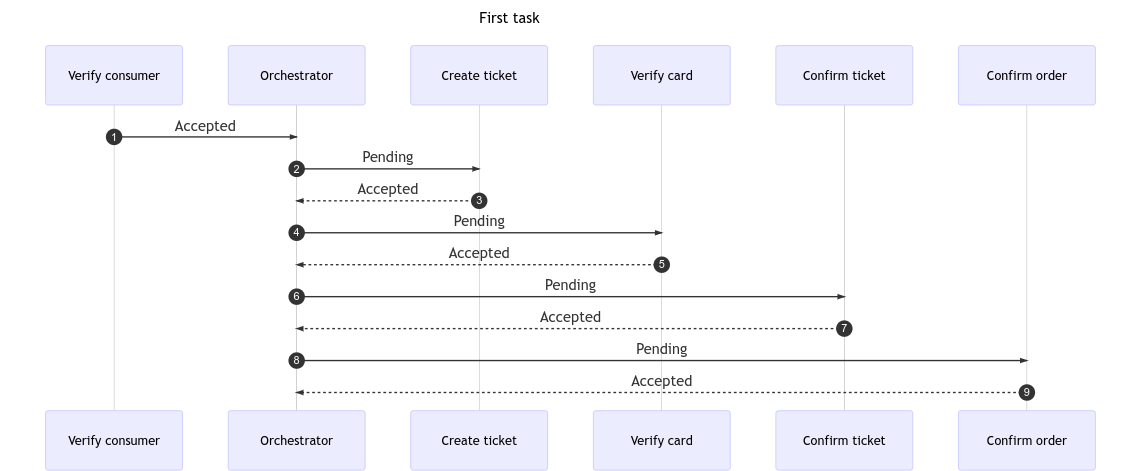 First task
Verify consumer
Orchestrator
Create ticket
Verify card
Confirm ticket
Confirm order
Accepted
1
Pending
2
Accepted
3
Pending
4
Accepted
5
Pending
6
Accepted
7
Pending
8
Accepted
9
Verify consumer
Orchestrator
Create ticket
Verify card
Confirm ticket
Confirm order